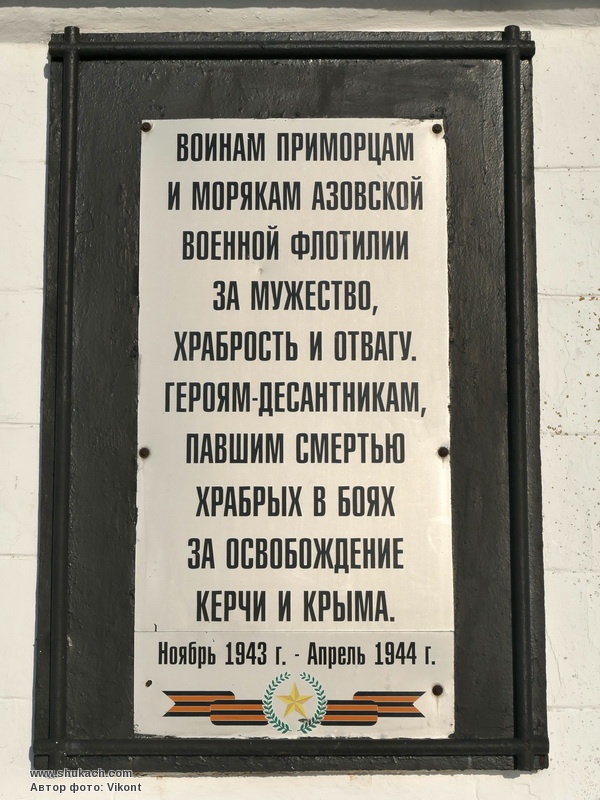 ВОИНАМ ПРИМОРЦАМ
И МОРЯКАМ АЗОВСКОЙ
ВОЕННОЙ ФЛОТИЛИИ
ЗА МУЖЕСТВО,
ХРАБРОСТЬ И ОТВАГУ.
ГЕРОЯМ-ДЕСАНТНИКАМ,
ПАВШИМ СМЕРТЬЮ
ХРАБРЫХ В БОЯХ
ЗА ОСВОБОЖДЕНИЕ
КЕРЧИ И КРЫМА.
Ноябрь 1943 г. - Апрель 1944 г.
www.shukach.com
Автор фото: Vikont